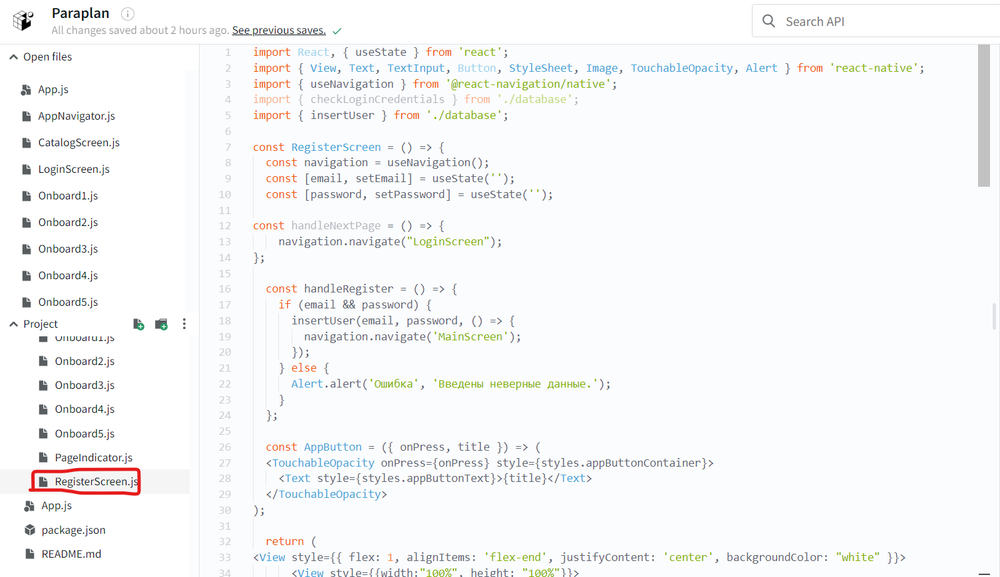 Paraplan
All changes saved about 2 hours ago. See previous saves.
Search API
Open files
App.js
AppNavigator.js
CatalogScreen.js
LoginScreen.js
Onboard1.js
Onboard2.js
Onboard3.js
Onboard4.js
Onboard5.js
Project
Onboard1.js
Onboard2.js
Onboard3.js
Onboard4.js
Onboard5.js
PageIndicator.js
RegisterScreen.js
App.js
package.json
README.md
1 import React, { useState } from 'react';
2 import { View, Text, TextInput, Button, StyleSheet, Image, TouchableOpacity, Alert } from 'react-native';
3 import { useNavigation } from '@react-navigation/native';
4 import { checkLoginCredentials } from './database';
5 import { insertUser } from './database';
6
7 const RegisterScreen = () => {
8 const navigation = useNavigation();
9 const [email, setEmail] = useState('');
10 const [password, setPassword] = useState('');
11
12 const handleNextPage = () => {
13 navigation.navigate("LoginScreen");
14 };
15
16 const handleRegister = () => {
17 if (email && password) {
18 insertUser(email, password, () => {
19 navigation.navigate('MainScreen');
20 });
21 } else {
22 Alert.alert('Ошибка', 'Введены неверные данные.');
23 }
24 };
25
26 const AppButton = ({ onPress, title }) => (
27 <TouchableOpacity onPress={onPress} style={styles.appButtonContainer}>
28 <Text style={styles.appButtonText}>{title}</Text>
29 </TouchableOpacity>
30 );
31
32 return (
33 <View style={{ flex: 1, alignItems: 'flex-end', justifyContent: 'center', backgroundColor: "white" }}>
34 <View style={{width:"100%", height: "100%"}}>